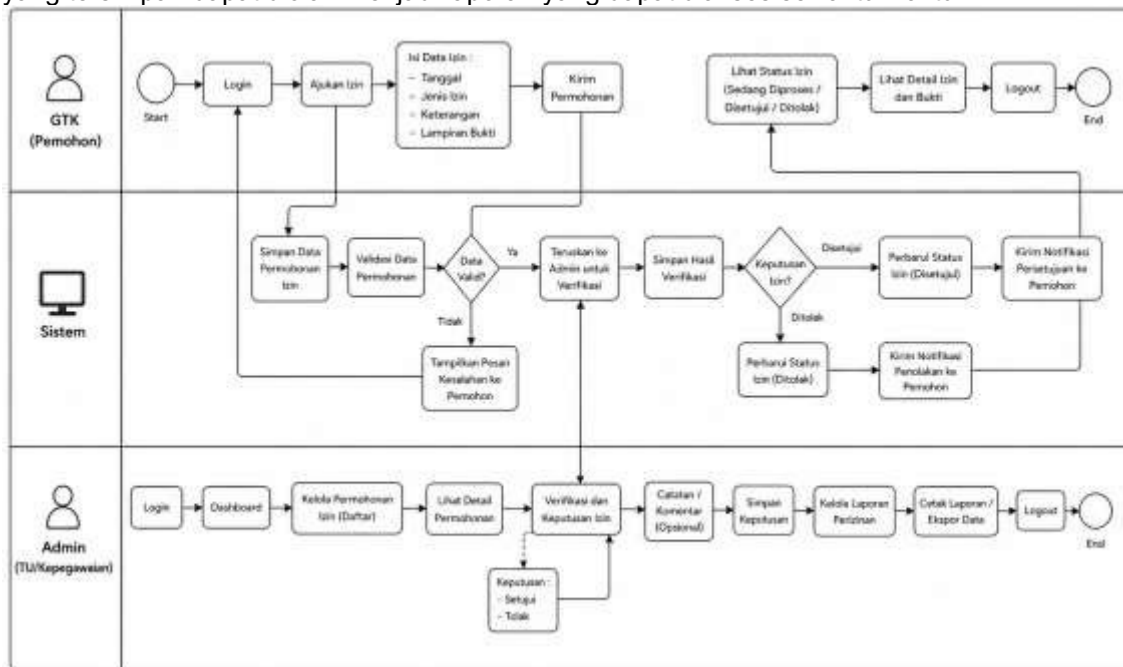 GTK
(Pemohon)
Start
Login
Ajukan Izin
Isi Data Izin :
- Tanggal
- Jenis Izin
- Keterangan
- Lampiran Bukti
Kirim
Permohonan
Lihat Status Izin
(Sedang Diproses /
Disetujui / Ditolak)
Lihat Detail Izin
dan Bukti
Logout
End
Sistem
Simpan Data
Permohonan
Izin
Validasi Data
Permohonan
Data
Valid?
Ya
Tidak
Tampilkan Pesan
Kesalahan ke
Pemohon
Teruskan ke
Admin untuk
Verifikasi
Simpan Hasil
Verifikasi
Keputusan
Izin?
Disetujui
Ditolak
Perbarui Status
Izin (Disetujui)
Kirim Notifikasi
Persetujuan ke
Pemohon
Perbarui Status
Izin (Ditolak)
Kirim Notifikasi
Penolakan ke
Pemohon
Admin
(TU/Kepegawaian)
Login
Dashboard
Kelola Permohonan
Izin (Daftar)
Lihat Detail
Permohonan
Verifikasi dan
Keputusan Izin
Keputusan :
- Setujui
- Tolak
Catatan /
Komentar
(Opsional)
Simpan
Keputusan
Kelola Laporan
Perizinan
Cetak Laporan /
Ekspor Data
Logout
End